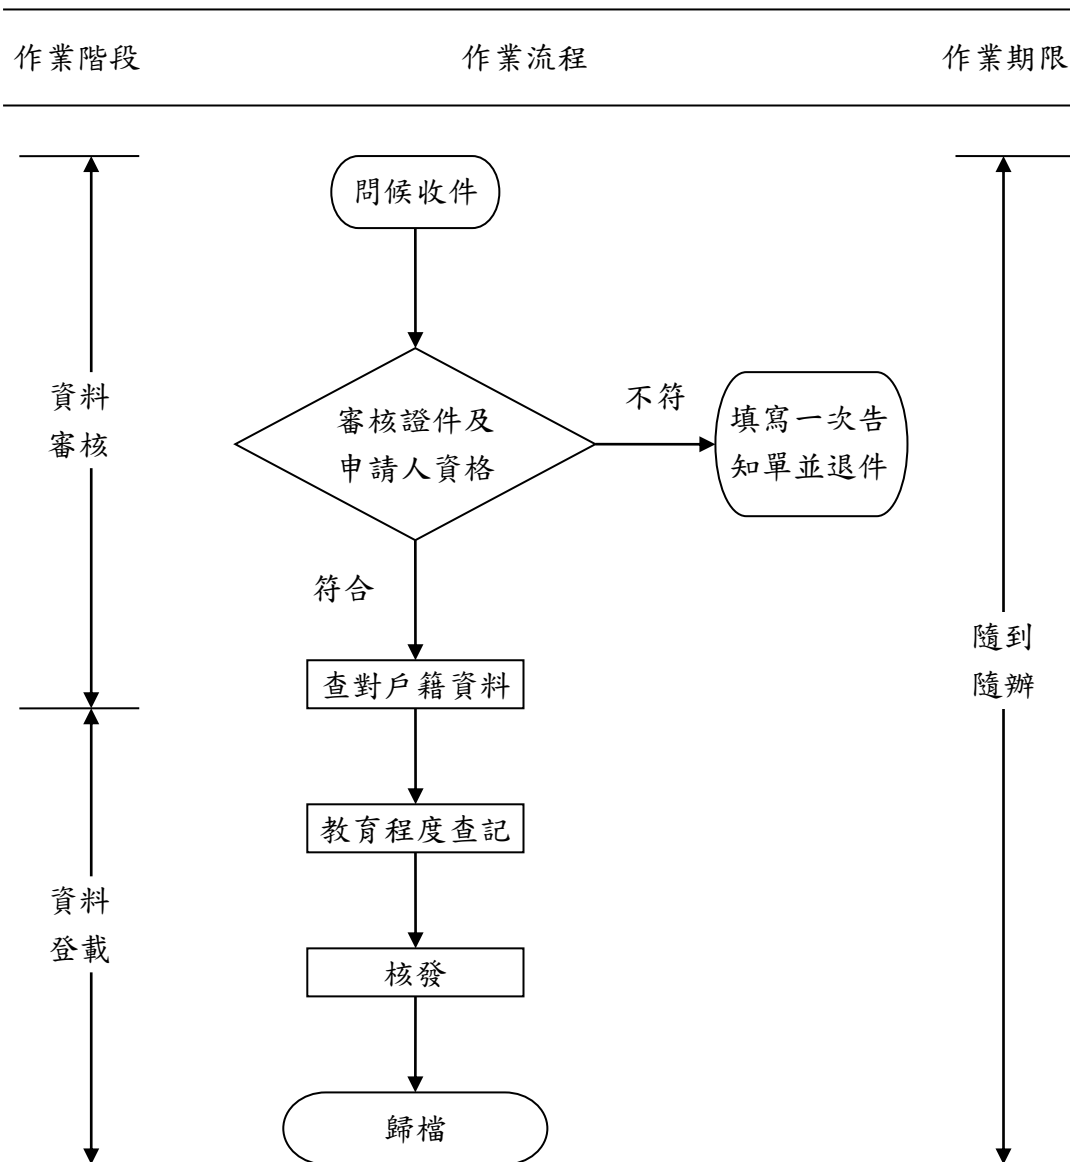 作業階段 作業流程 作業期限
問候收件
資料
審核
審核證件及
申請人資格
不符
填寫一次告
知單並退件
符合
隨到
隨辦
查對戶籍資料
教育程度查記
資料
登載
核發
歸檔